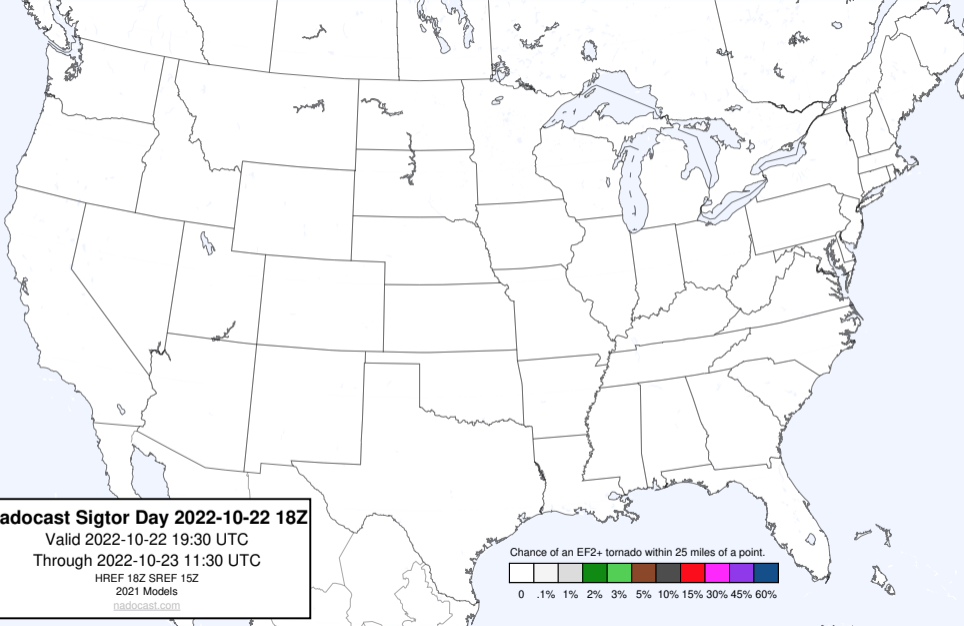 adocast Sigtor Day 2022-10-22 18Z
Valid 2022-10-22 19:30 UTC
Through 2022-10-23 11:30 UTC
HREF 18Z SREF 15Z
2021 Models
nadocast.com
Chance of an EF2+ tornado within 25 miles of a point.
0 .1% 1% 2% 3% 5% 10% 15% 30% 45% 60%